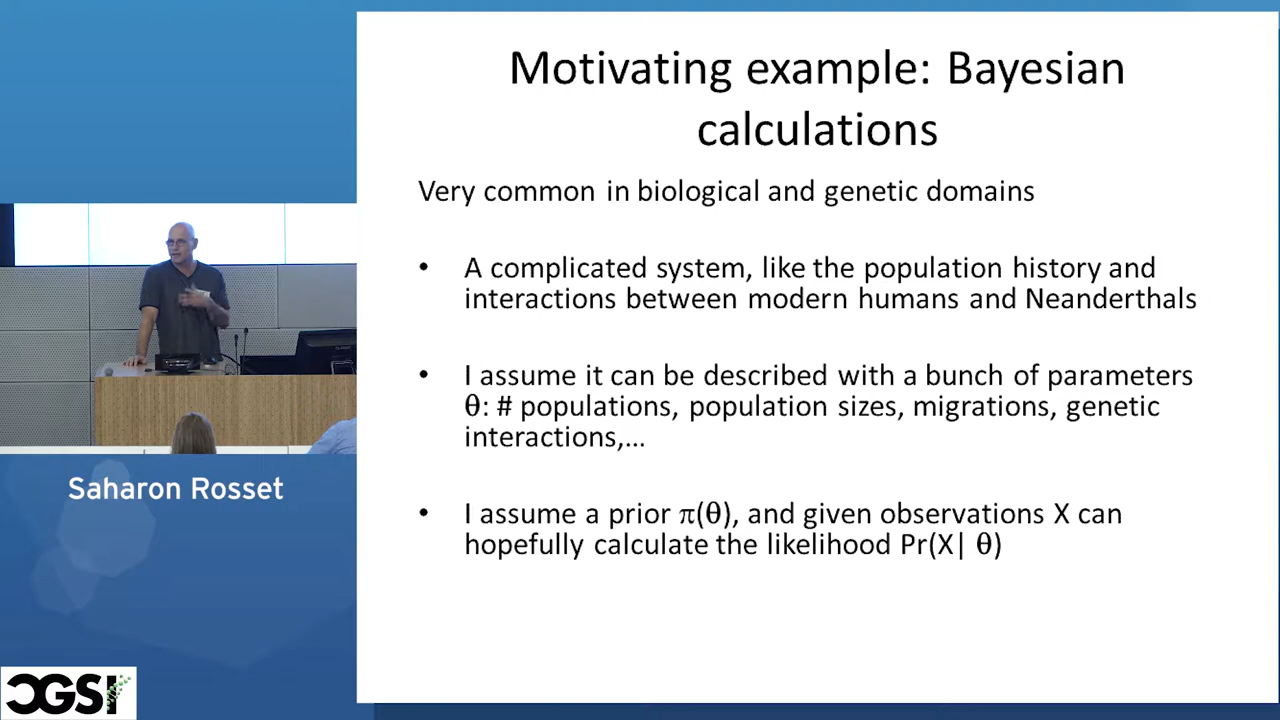 Motivating example: Bayesian
calculations
Very common in biological and genetic domains
• A complicated system, like the population history and
interactions between modern humans and Neanderthals
• I assume it can be described with a bunch of parameters
θ: # populations, population sizes, migrations, genetic
interactions,...
• I assume a prior π(θ), and given observations X can
hopefully calculate the likelihood Pr(X| θ)
Saharon Rosset
CGSI